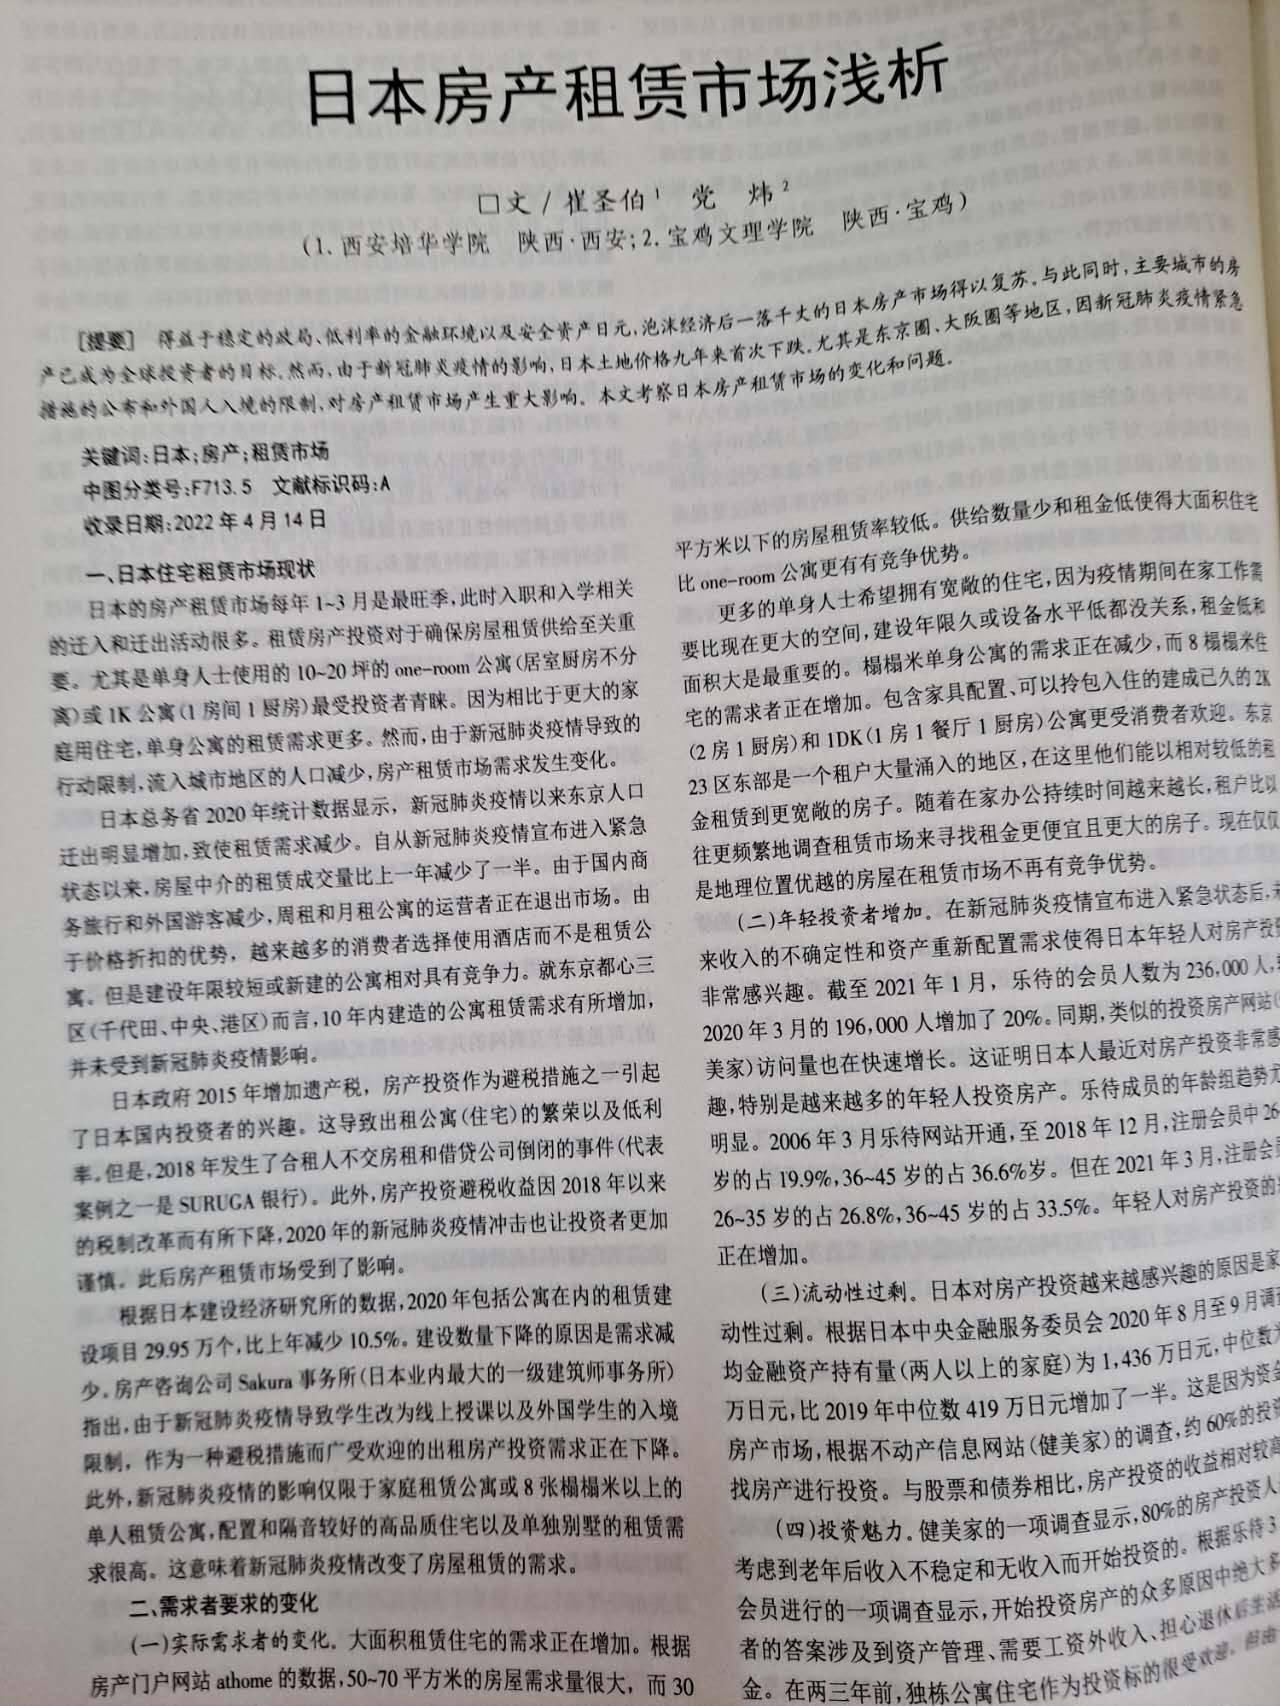 日本房产租赁市场浅析
□文/崔圣伯¹ 党 炜²
(1.西安培华学院 陕西·西安;2.宝鸡文理学院 陕西·宝鸡)
[提要] 得益于稳定的政局、低利率的金融环境以及安全资产日元,泡沫经济后一落千丈的日本房产市场得以复苏。与此同时,主要城市的房
产已成为全球投资者的目标。然而,由于新冠肺炎疫情的影响,日本土地价格九年来首次下跌。尤其是东京圈、大阪圈等地区,因新冠肺炎疫情紧急
措施的公布和外国人入境的限制,对房产租赁市场产生重大影响。本文考察日本房产租赁市场的变化和问题。
关键词:日本;房产;租赁市场
中图分类号:F713.5 文献标识码:A
收录日期:2022年4月14日
一、日本住宅租赁市场现状
日本的房产租赁市场每年1~3月是最旺季,此时入职和入学相关
的迁入和迁出活动很多。租赁房产投资对于确保房屋租赁供给至关重
要。尤其是单身人士使用的10~20坪的one-room公寓(居室厨房不分
离)或1K公寓(1房间1厨房)最受投资者青睐。因为相比于更大的家
庭用住宅,单身公寓的租赁需求更多。然而,由于新冠肺炎疫情导致的
行动限制,流入城市地区的人口减少,房产租赁市场需求发生变化。
日本总务省2020年统计数据显示,新冠肺炎疫情以来东京人口
迁出明显增加,致使租赁需求减少。自从新冠肺炎疫情宣布进入紧急
状态以来,房屋中介的租赁成交量比上一年减少了一半。由于国内商
务旅行和外国游客减少,周租和月租公寓的运营者正在退出市场。由
于价格折扣的优势,越来越多的消费者选择使用酒店而不是租赁公
寓。但是建设年限较短或新建的公寓相对具有竞争力。就东京都心三
区(千代田、中央、港区)而言,10年内建造的公寓租赁需求有所增加,
并未受到新冠肺炎疫情影响。
日本政府2015年增加遗产税,房产投资作为避税措施之一引起
了日本国内投资者的兴趣。这导致出租公寓(住宅)的繁荣以及低利
率。但是,2018年发生了合租人不交房租和借贷公司倒闭的事件(代表
案例之一是SURUGA银行)。此外,房产投资避税收益因2018年以来
的税制改革而有所下降,2020年的新冠肺炎疫情冲击也让投资者更加
谨慎。此后房产租赁市场受到了影响。
根据日本建设经济研究所的数据,2020年包括公寓在内的租赁建
设项目29.95万个,比上年减少10.5%。建设数量下降的原因是需求减
少。房产咨询公司Sakura事务所(日本业内最大的一级建筑师事务所)
指出,由于新冠肺炎疫情导致学生改为线上授课以及外国学生的入境
限制,作为一种避税措施而广受欢迎的出租房产投资需求正在下降。
此外,新冠肺炎疫情的影响仅限于家庭租赁公寓或8张榻榻米以上的
单人租赁公寓,配置和隔音较好的高品质住宅以及单独别墅的租赁需
求很高。这意味着新冠肺炎疫情改变了房屋租赁的需求。
二、需求者要求的变化
(一)实际需求者的变化。大面积租赁住宅的需求正在增加。根据
房产门户网站athome的数据,50~70平方米的房屋需求量很大,而30
平方米以下的房屋租赁率较低。供给数量少和租金低使得大面积住宅
比one-room公寓更有有竞争优势。
更多的单身人士希望拥有宽敞的住宅,因为疫情期间在家工作需
要比现在更大的空间,建设年限久或设备水平低都没关系,租金低和
面积大是最重要的。榻榻米单身公寓的需求正在减少,而8榻榻米住
宅的需求者正在增加。包含家具配置、可以拎包入住的建成已久的2K
(2房1厨房)和1DK(1房1餐厅1厨房)公寓更受消费者欢迎。东京
23区东部是一个租户大量涌入的地区,在这里他们能以相对较低的租
金租赁到更宽敞的房子。随着在家办公持续时间越来越长,租户比以
往更频繁地调查租赁市场来寻找租金更便宜且更大的房子。现在仅仅
是地理位置优越的房屋在租赁市场不再有竞争优势。
(二)年轻投资者增加。在新冠肺炎疫情宣布进入紧急状态后,未
来收入的不确定性和资产重新配置需求使得日本年轻人对房产投资
非常感兴趣。截至2021年1月,乐待的会员人数为236,000人,
2020年3月的196,000人增加了20%。同期,类似的投资房产网站(
美家)访问量也在快速增长。这证明日本人最近对房产投资非常感
趣,特别是越来越多的年轻人投资房产。乐待成员的年龄组趋势尤
明显。2006年3月乐待网站开通,至2018年12月,注册会员中26
岁的占19.9%,36~45岁的占36.6%岁。但在2021年3月,注册会
26~35岁的占26.8%,36~45岁的占33.5%。年轻人对房产投资的
正在增加。
(三)流动性过剩。日本对房产投资越来越感兴趣的原因是家
动性过剩。根据日本中央金融服务委员会2020年8月至9月调
均金融资产持有量(两人以上的家庭)为1,436万日元,中位数
万日元,比2019年中位数419万日元增加了一半。这是因为资金
房产市场,根据不动产信息网站(健美家)的调查,约60%的投
找房产进行投资。与股票和债券相比,房产投资的收益相对较高
(四)投资魅力。健美家的一项调查显示,80%的房产投资人
考虑到老年后收入不稳定和无收入而开始投资的。根据乐待3
会员进行的一项调查显示,开始投资房产的众多原因中绝大多
者的答案涉及到资产管理、需要工资外收入、担心退休后生活
金。在两三年前,独栋公寓住宅作为投资标的很受欢迎。但由